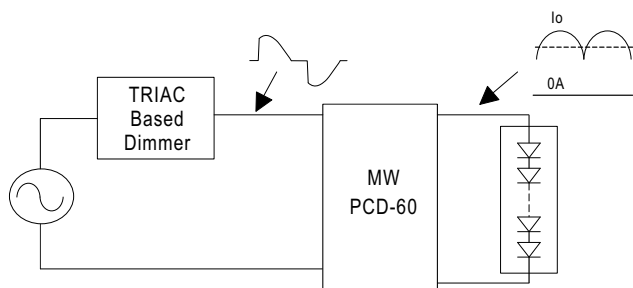 Io
0A
TRIAC
Based
Dimmer
MW
PCD-60